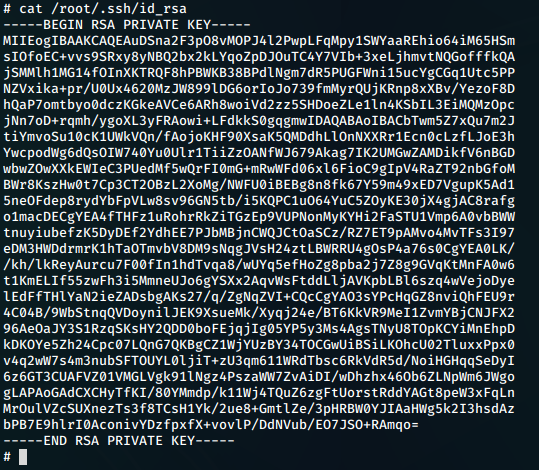 # cat /root/.ssh/id_rsa
-----BEGIN RSA PRIVATE KEY-----
MIIEogIBAAKCAQEAuDSna2F3pO8vMOPJ4l2PwpLFqMpy1SWYaaREhio64iM65HSm
sIOfoEC+vvs9SRxy8yNBQ2bx2kLYqoZpDJOuTC4Y7VIb+3xeLjhmvtNQGofffkQA
jSMMlh1MG14fOInXKTRQF8hPBWKB38BPdlNgm7dR5PUGFWni15ucYgCGq1Utc5PP
NZVxika+pr/U0Ux4620MzJW899lDG6orIoJo739fmMyrQUjKRnp8xXBv/YezoF8D
hQaP7omtbyo0dczKGkeAVCe6ARh8woiVd2zz5SHDoeZLe1ln4KSbIL3EiMQMzOpc
jNn7oD+rqmh/ygoXL3yFRAowi+LFdkkS0gqgmwIDAQABAoIBACbTwm5Z7xQu7m2J
tiYmvoSu10cK1UWkVQn/fAojoKHF90XsaK5QMDdhLlOnNXXRr1Ecn0cLzfLJoE3h
YwcpodWg6dQsOIW740Yu0Ulr1TiiZzOANfWJ679Akag7IK2UMGwZAMDikfV6nBGD
wbwZOwXXkEWIeC3PUedMf5wQrFI0mG+mRwWFd06xl6FioC9gIpV4RaZT92nbGfoM
BWr8KszHw0t7Cp3CT2OBzL2XoMg/NWFU0iBEBg8n8fk67Y59m49xED7VgupK5Ad1
5neOFdep8rydYbFpVLw8sv96GN5tb/i5KQPC1uO64YuC5ZOyKE30jX4gjAC8rafg
o1macDECgYEA4fTHFz1uRohrRkZiTGzEp9VUPNonMyKYHi2FaSTU1Vmp6A0vbBWW
tnuyiubefzK5DyDEf2YdhEE7PJbMBjnCWQJCtOaSCz/RZ7ET9pAMvo4MvTFs3I97
eDM3HWDdrmrK1hTaOTmvbV8DM9sNqgJVsH24ztLBWRRU4gOsP4a76s0CgYEA0LK/
/kh/lkReyAurcu7F00fIn1hdTvqa8/wUYq5efHoZg8pba2j7Z8g9GVqKtMnFA0w6
t1KmELIf55zwFh3i5MmneUJo6gYSXx2AqvWsFtddLljAVKpbLBl6szq4wVejoDye
lEdFfTHlYaN2ieZADsbgAKs27/q/ZgNqZVI+CQcCgYAO3sYPcHqGZ8nviQhFEU9r
4C04B/9WbStnqQVDoynilJEK9XsueMk/Xyqj24e/BT6KkVR9MeI1ZvmYBjCNJFX2
96AeOaJY3S1RzqSKsHY2QDD0boFEjqjIg05YP5y3Ms4AgsTNyU8TOpKCYiMnEhpD
kDKOYe5Zh24Cpc07LQnG7QKBgCZ1WjYUzBY34TOCGwUiBSiLKOhcU02TluxxPpx0
v4q2wW7s4m3nubSFTOUYL0ljiT+zU3qm611WRdTbsc6RkVdR5d/NoiHGHqqSeDyI
6z6GT3CUAFVZ01VMGLVgk91lNgz4PszaWW7ZvAiDI/wDhzhx46Ob6ZLNpWm6JWgo
gLAPAoGAdCXCHyTfKI/80YMmdp/k11Wj4TQuZ6zgFtUorstRddYAGt8peW3xFqLn
MrOulVZcSUXnezTs3f8TCsH1Yk/2ue8+GmtlZe/3pHRBW0YJIAaHWg5k2I3hsdAz
bPB7E9hlrI0AconivYDzfpxfX+vovlP/DdNVub/EO7JSO+RAmqo=
-----END RSA PRIVATE KEY-----
#